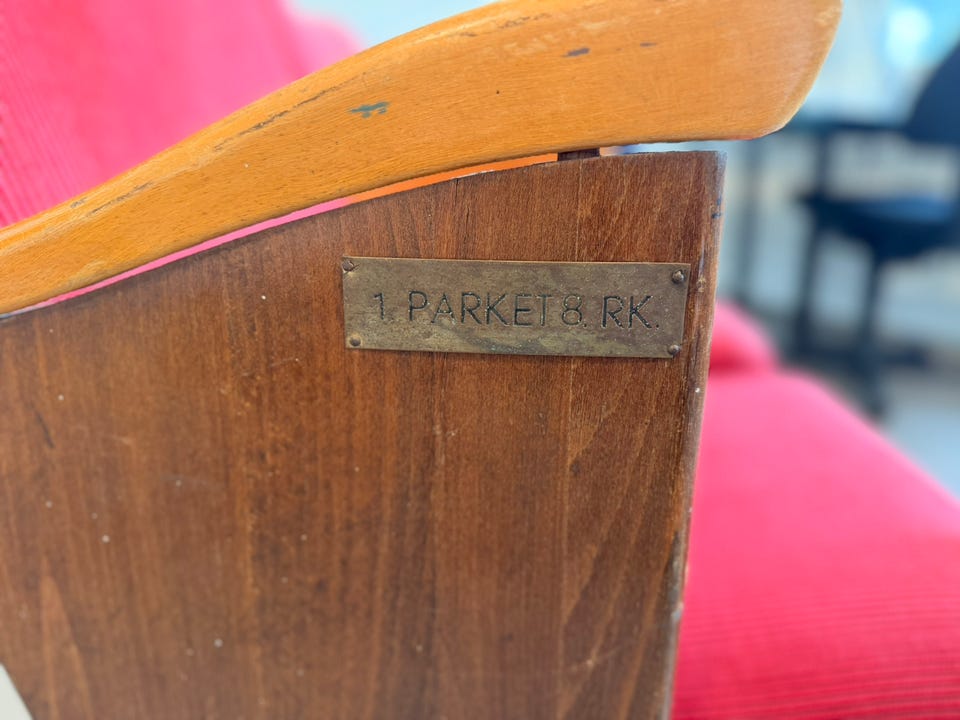 1. PARKET 8. RK.